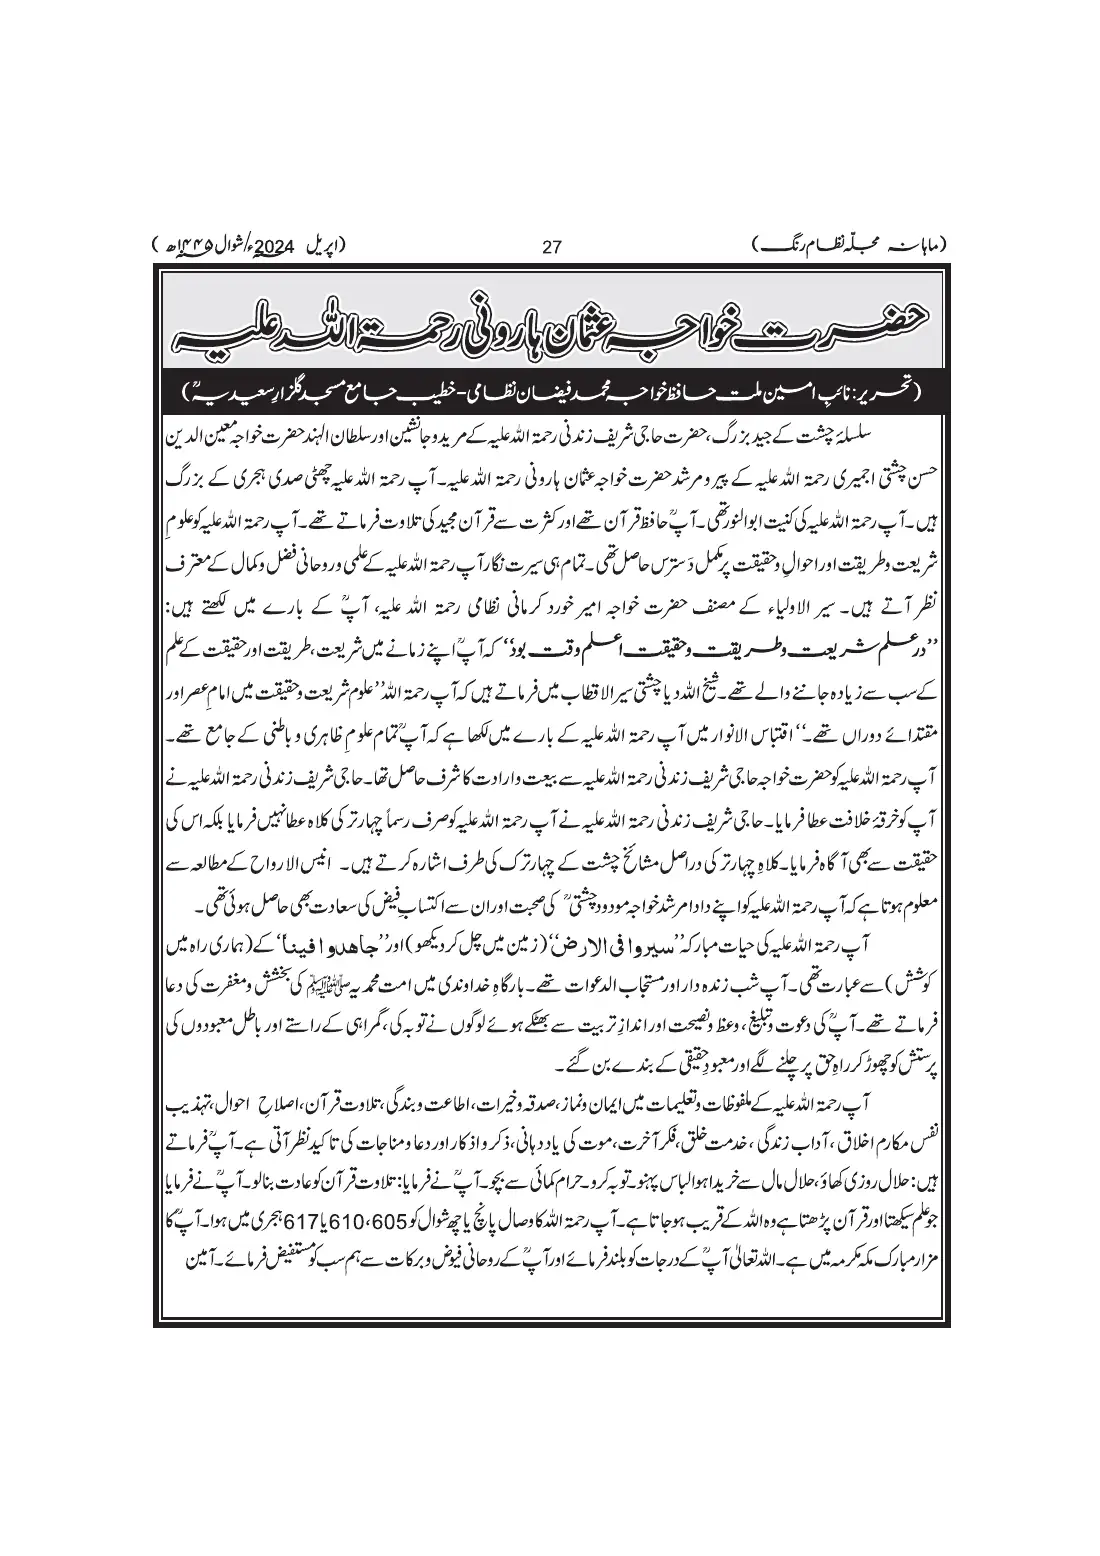 (ماہانہ مجلّہ نظام رنگ) 27 (اپریل 2024ء/شوال ۱۴۴۵ھ)
حضرت خواجہ عثمان ہارونی رحمۃ اللہ علیہ
(تحریر: نائبِ امین ملت حافظ خواجہ محمد فیضان نظامی-خطیب جامع مسجد گلزارِ سعیدیہؒ)
سلسلۂ چشت کے جید بزرگ، حضرت حاجی شریف زندنی رحمۃ اللہ علیہ کے مرید و جانشین اور سلطان الہند حضرت خواجہ معین الدین
حسن چشتی اجمیری رحمۃ اللہ علیہ کے پیر و مرشد حضرت خواجہ عثمان ہارونی رحمۃ اللہ علیہ۔ آپ رحمۃ اللہ علیہ چھٹی صدی ہجری کے بزرگ
ہیں۔ آپ رحمۃ اللہ علیہ کی کنیت ابوالنور تھی۔ آپؒ حافظ قرآن تھے اور کثرت سے قرآن مجید کی تلاوت فرماتے تھے۔ آپ رحمۃ اللہ علیہ کو علومِ
شریعت و طریقت اور احوالِ و حقیقت پر مکمل دَسترس حاصل تھی۔ تمام ہی سیرت نگار آپ رحمۃ اللہ علیہ کے علمی و روحانی فضل و کمال کے معترف
نظر آتے ہیں۔ سیر الاولیاء کے مصنف حضرت خواجہ امیر خورد کرمانی نظامی رحمۃ اللہ علیہ، آپؒ کے بارے میں لکھتے ہیں:
’’در علم شریعت و طریقت و حقیقت اعلم وقت بود‘‘ کہ آپؒ اپنے زمانے میں شریعت، طریقت اور حقیقت کے علم
کے سب سے زیادہ جاننے والے تھے۔ شیخ اللہ دیا چشتی سیر الاقطاب میں فرماتے ہیں کہ آپ رحمۃ اللہ ’’علوم شریعت و حقیقت میں امامِ عصر اور
مقتدائے دوراں تھے۔‘‘ اقتباس الانوار میں آپ رحمۃ اللہ علیہ کے بارے میں لکھا ہے کہ آپؒ تمام علومِ ظاہری و باطنی کے جامع تھے۔
آپ رحمۃ اللہ علیہ کو حضرت خواجہ حاجی شریف زندنی رحمۃ اللہ علیہ سے بیعت و ارادت کا شرف حاصل تھا۔ حاجی شریف زندنی رحمۃ اللہ علیہ نے
آپ کو خرقۂ خلافت عطا فرمایا۔ حاجی شریف زندنی رحمۃ اللہ علیہ نے آپ رحمۃ اللہ علیہ کو صرف رسماً چہار ترکی کلاہ عطا نہیں فرمایا بلکہ اس کی
حقیقت سے بھی آگاہ فرمایا۔ کلاہِ چہار ترکی دراصل مشائخ چشت کے چہار ترک کی طرف اشارہ کرتے ہیں۔ انیس الارواح کے مطالعہ سے
معلوم ہوتا ہے کہ آپ رحمۃ اللہ علیہ کو اپنے دادا مرشد خواجہ مودود چشتیؒ کی صحبت اور ان سے اکتسابِ فیض کی سعادت بھی حاصل ہوئی تھی۔
آپ رحمۃ اللہ علیہ کی حیات مبارکہ ’’سیروا فی الارض‘‘ (زمین میں چل کر دیکھو) اور ’’جاھدوا فینا‘‘ کے (ہماری راہ میں
کوشش) سے عبارت تھی۔ آپ شب زندہ دار اور مستجاب الدعوات تھے۔ بارگاہِ خداوندی میں امت محمدیہ ﷺ کی بخشش و مغفرت کی دعا
فرماتے تھے۔ آپؒ کی دعوت و تبلیغ، وعظ و نصیحت اور اندازِ تربیت سے بھٹکے ہوئے لوگوں نے توبہ کی، گمراہی کے راستے اور باطل معبودوں کی
پرستش کو چھوڑ کر راہِ حق پر چلنے لگے اور معبودِ حقیقی کے بندے بن گئے۔
آپ رحمۃ اللہ علیہ کے ملفوظات و تعلیمات میں ایمان و نماز، صدقہ و خیرات، اطاعت و بندگی، تلاوت قرآن، اصلاحِ احوال، تہذیب
نفس مکارم اخلاق، آداب زندگی، خدمت خلق، فکر آخرت، موت کی یاد دہانی، ذکر و اذکار اور دعا و مناجات کی تاکید نظر آتی ہے۔ آپؒ فرماتے
ہیں: حلال روزی کھاؤ، حلال مال سے خریدا ہوا لباس پہنو۔ توبہ کرو۔ حرام کمائی سے بچو۔ آپؒ نے فرمایا: تلاوت قرآن کو عادت بنا لو۔ آپؒ نے فرمایا
جو علم سیکھتا اور قرآن پڑھتا ہے وہ اللہ کے قریب ہو جاتا ہے۔ آپ رحمۃ اللہ کا وصال پانچ یا چھ شوال کو 605، 610 یا 617 ہجری میں ہوا۔ آپؒ کا
مزار مبارک مکہ مکرمہ میں ہے۔ اللہ تعالیٰ آپؒ کے درجات کو بلند فرمائے اور آپؒ کے روحانی فیوض و برکات سے ہم سب کو مستفیض فرمائے۔ آمین